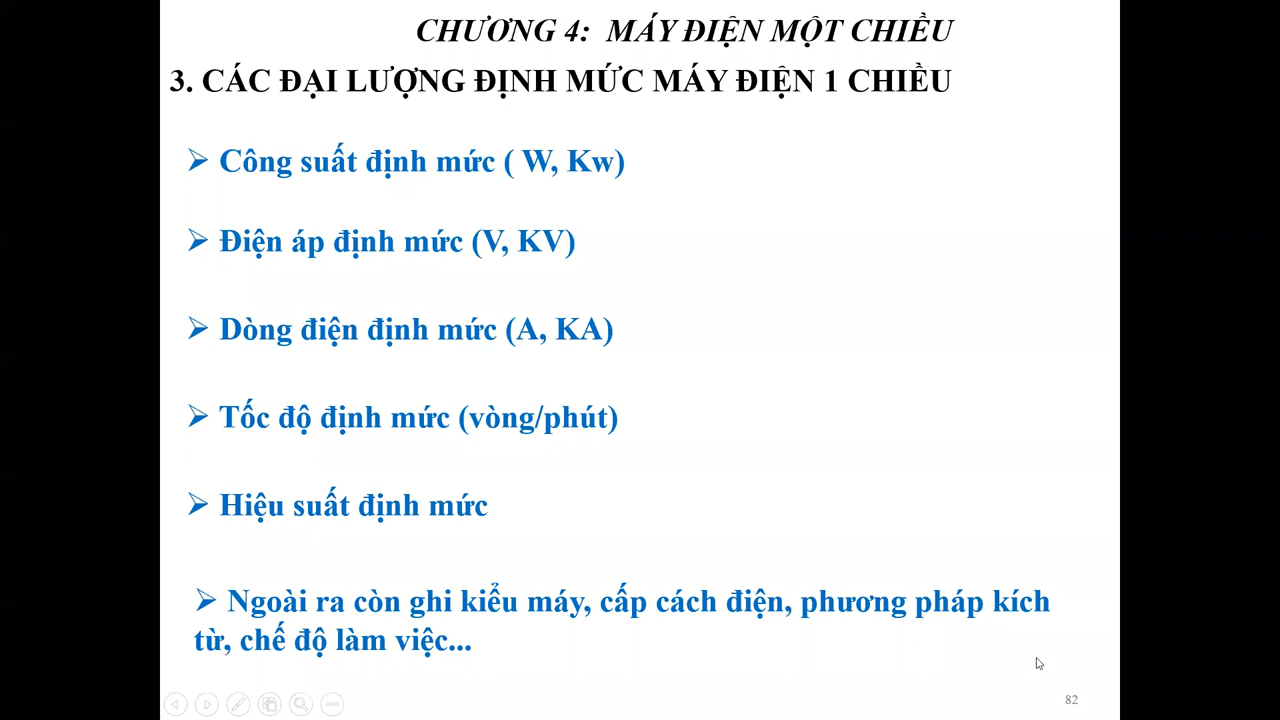 CHƯƠNG 4: MÁY ĐIỆN MỘT CHIỀU
3. CÁC ĐẠI LƯỢNG ĐỊNH MỨC MÁY ĐIỆN 1 CHIỀU
➢ Công suất định mức ( W, Kw)
➢ Điện áp định mức (V, KV)
➢ Dòng điện định mức (A, KA)
➢ Tốc độ định mức (vòng/phút)
➢ Hiệu suất định mức
➢ Ngoài ra còn ghi kiểu máy, cấp cách điện, phương pháp kích
từ, chế độ làm việc...
82